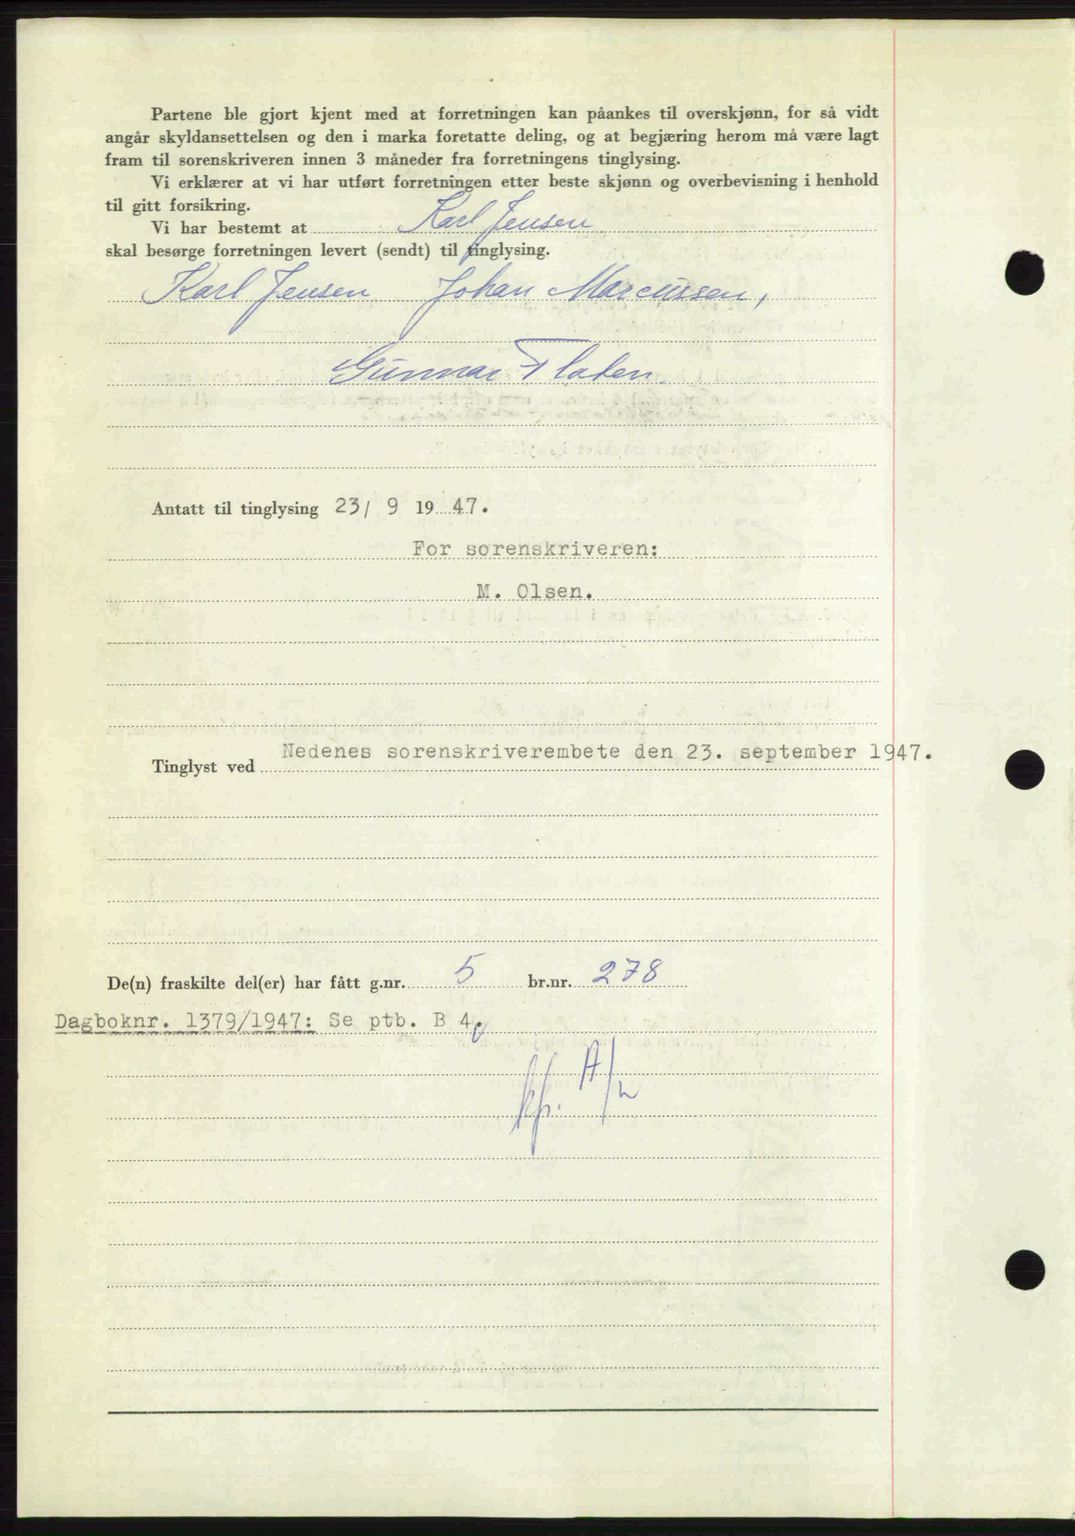 Partene ble gjort kjent med at forretningen kan påankes til overskjønn, for så vidt
angår skyldansettelsen og den i marka foretatte deling, og at begjæring herom må være lagt
fram til sorenskriveren innen 3 måneder fra forretningens tinglysing.
Vi erklærer at vi har utført forretningen etter beste skjønn og overbevisning i henhold
til gitt forsikring.
Vi har bestemt at Karl Jensen
skal besørge forretningen levert (sendt) til tinglysing.
Karl Jensen Johan Marcussen,
Gunnar Flaten
Antatt til tinglysing 23/ 9 19 47.
For sorenskriveren:
M. Olsen.
Tinglyst ved Nedenes sorenskriverembete den 23. september 1947.
De(n) fraskilte del(er) har fått g.nr. 5 br.nr. 278
Dagboknr. 1379/1947: Se ptb. B 4.